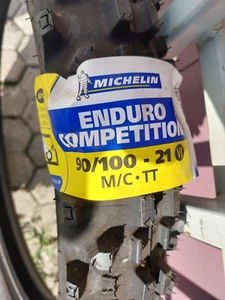 MICHELIN
ENDURO
COMPETITION
90/100 - 21
M/C • TT